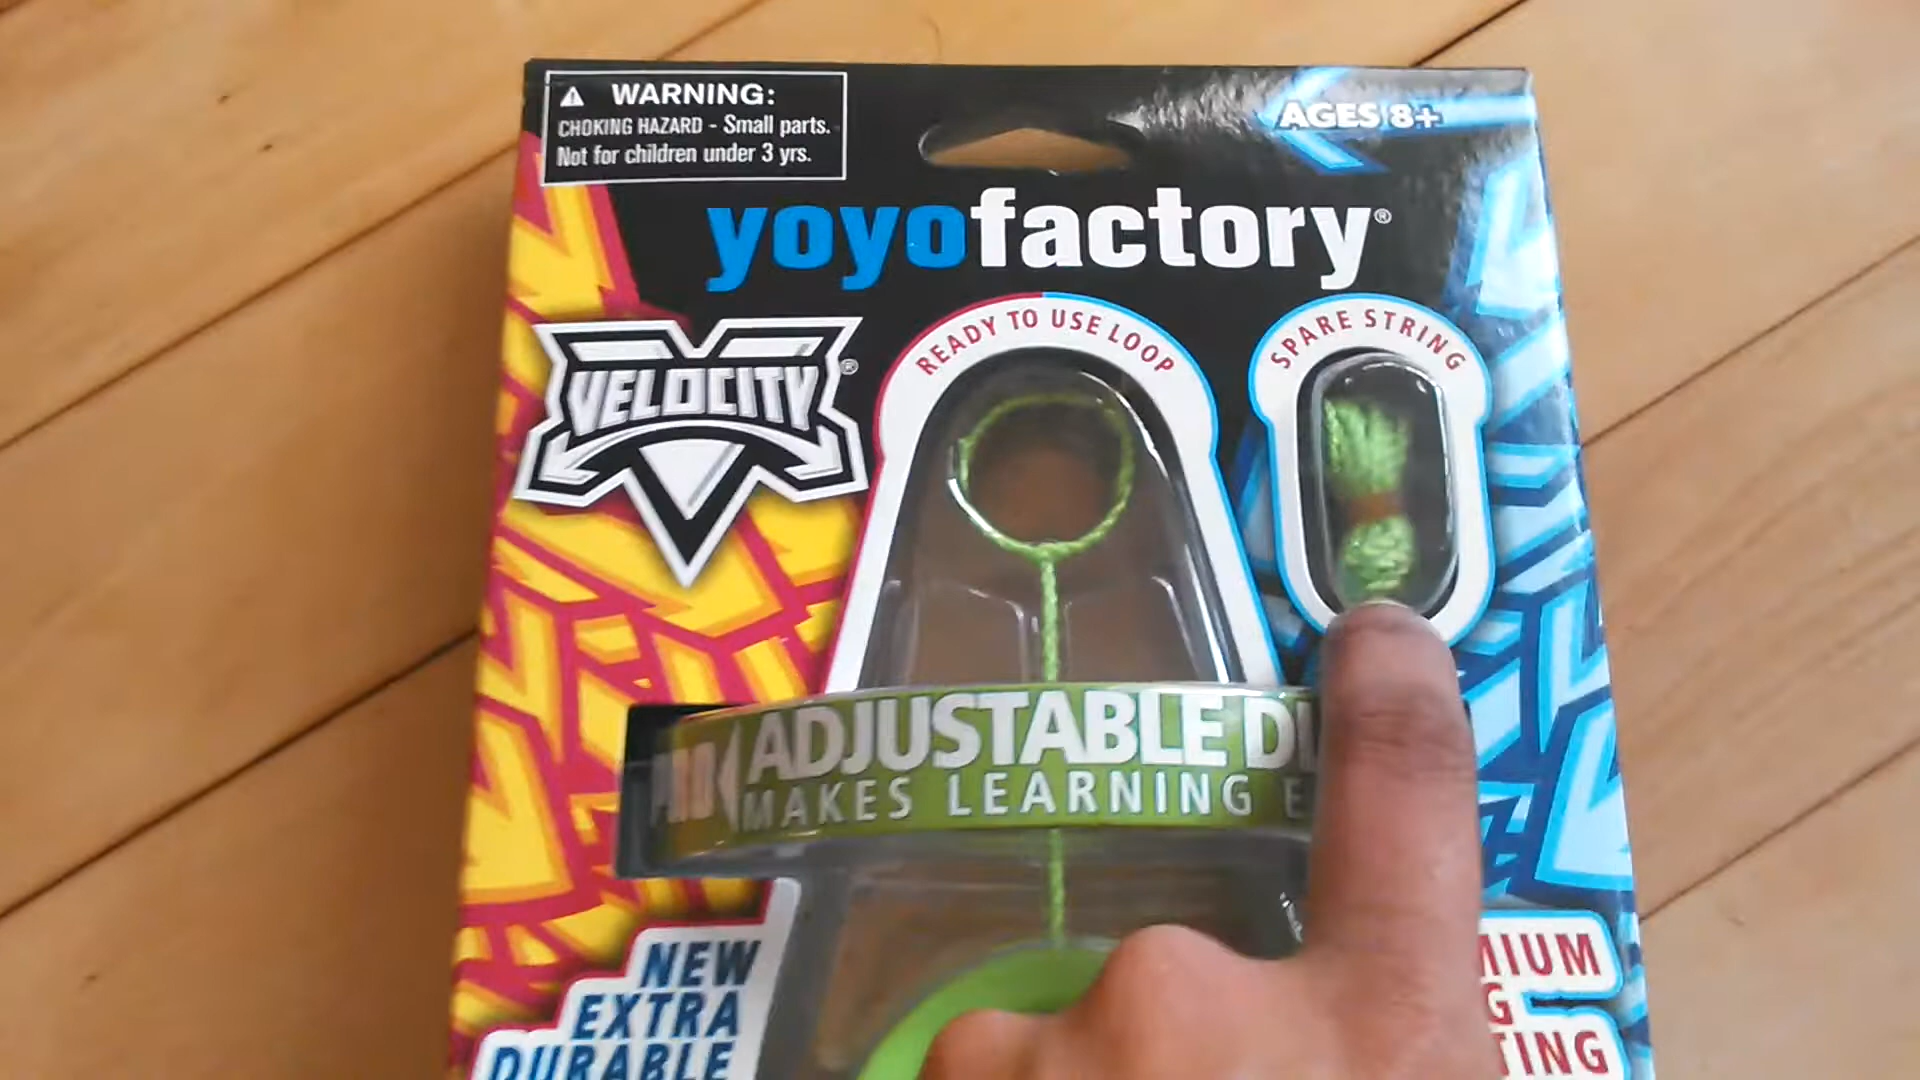 WARNING:
CHOKING HAZARD - Small parts.
Not for children under 3 yrs.
AGES 8+
yoyofactory®
VELOCITY®
READY TO USE LOOP
SPARE STRING
ADJUSTABLE
MAKES LEARNING
NEW
EXTRA
DURABLE